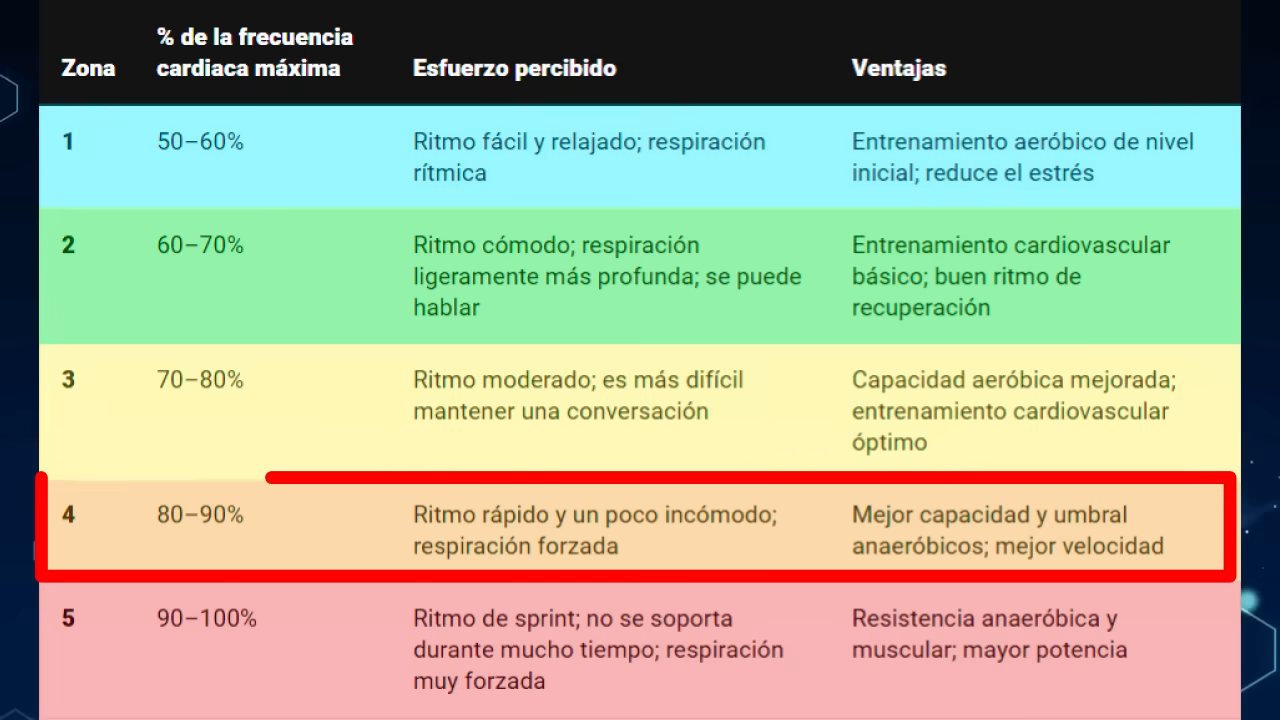 Zona
% de la frecuencia
cardiaca máxima
Esfuerzo percibido
Ventajas
1
50–60%
Ritmo fácil y relajado; respiración
rítmica
Entrenamiento aeróbico de nivel
inicial; reduce el estrés
2
60–70%
Ritmo cómodo; respiración
ligeramente más profunda; se puede
hablar
Entrenamiento cardiovascular
básico; buen ritmo de
recuperación
3
70–80%
Ritmo moderado; es más difícil
mantener una conversación
Capacidad aeróbica mejorada;
entrenamiento cardiovascular
óptimo
4
80–90%
Ritmo rápido y un poco incómodo;
respiración forzada
Mejor capacidad y umbral
anaeróbicos; mejor velocidad
5
90–100%
Ritmo de sprint; no se soporta
durante mucho tiempo; respiración
muy forzada
Resistencia anaeróbica y
muscular; mayor potencia